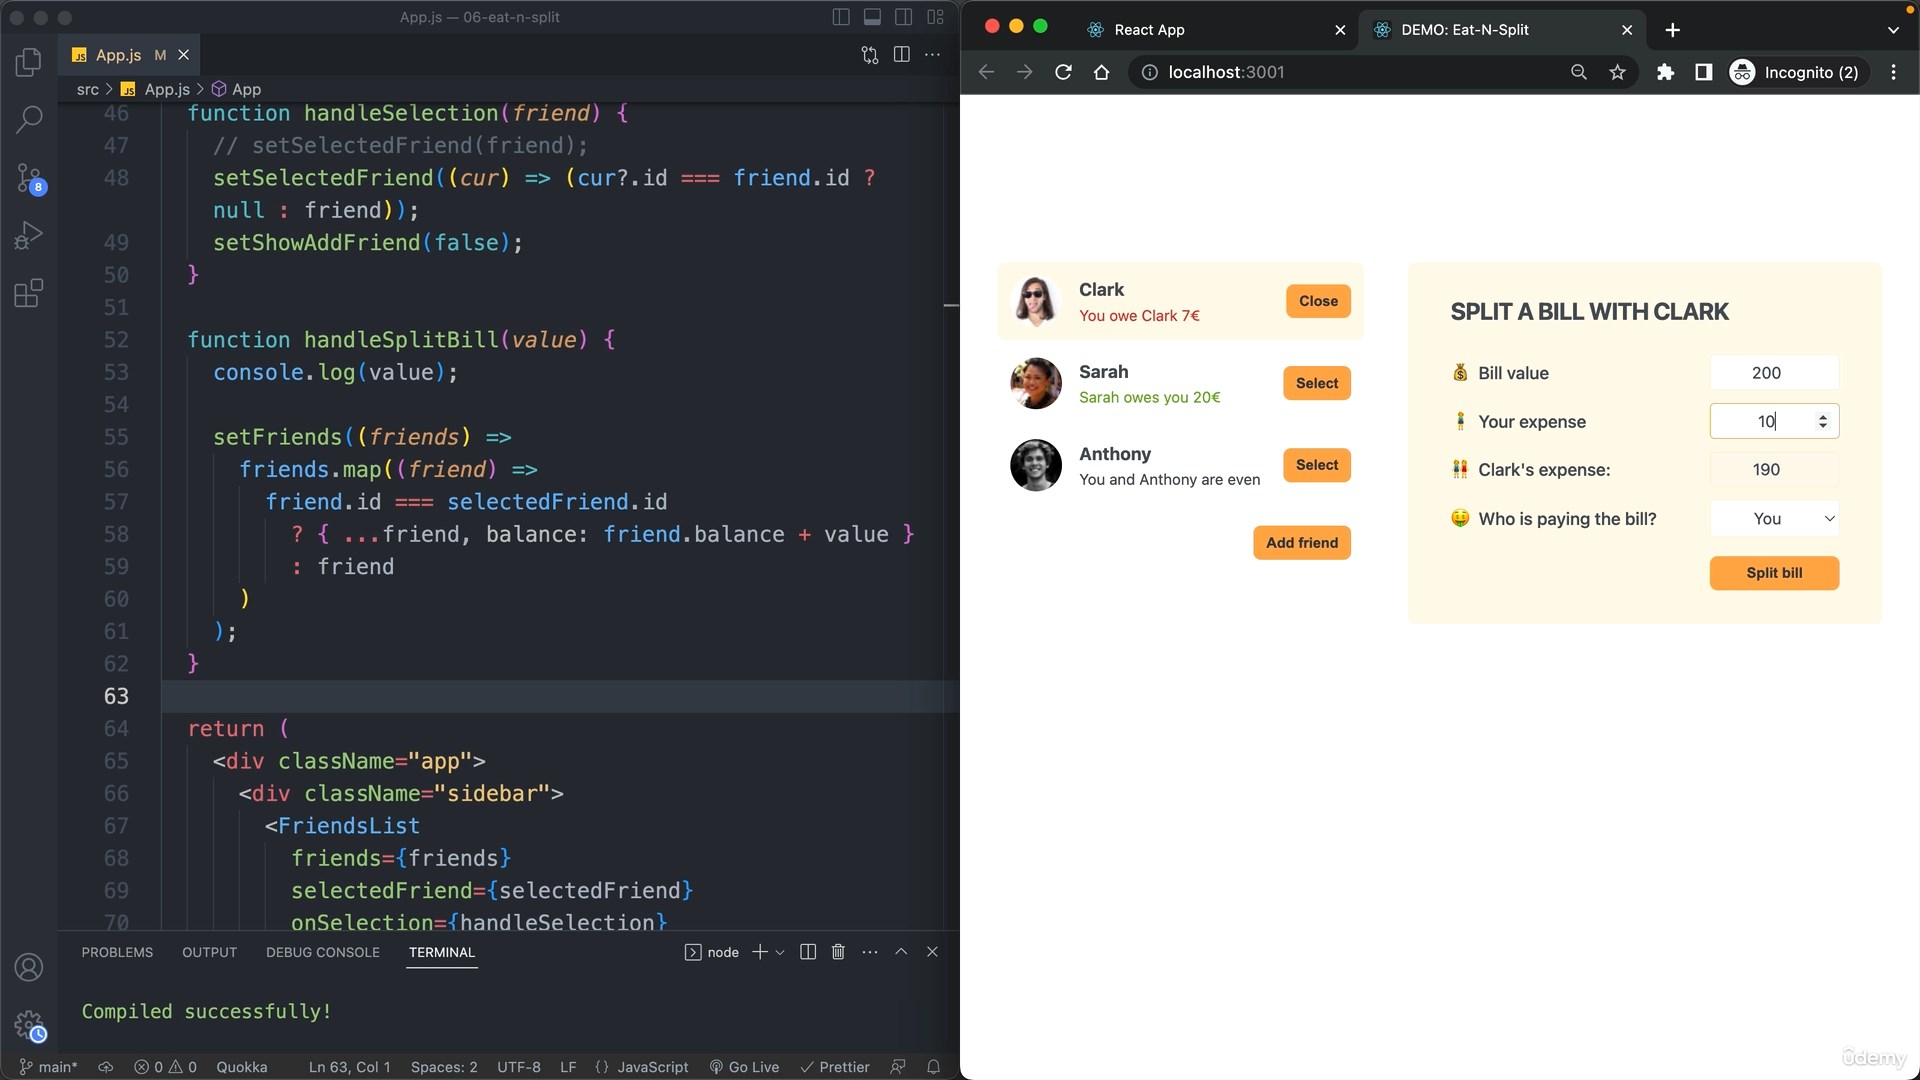 App.js — 06-eat-n-split
App.js M
src > App.js > App
46 function handleSelection(friend) {
47 // setSelectedFriend(friend);
48 setSelectedFriend((cur) => (cur?.id === friend.id ?
null : friend));
49 setShowAddFriend(false);
50 }
51
52 function handleSplitBill(value) {
53 console.log(value);
54
55 setFriends((friends) =>
56 friends.map((friend) =>
57 friend.id === selectedFriend.id
58 ? { ...friend, balance: friend.balance + value }
59 : friend
60 )
61 );
62 }
63
64 return (
65 <div className="app">
66 <div className="sidebar">
67 <FriendsList
68 friends={friends}
69 selectedFriend={selectedFriend}
70 onSelection={handleSelection}
8
PROBLEMS OUTPUT DEBUG CONSOLE TERMINAL node
Compiled successfully!
main* 0 0 Quokka Ln 63, Col 1 Spaces: 2 UTF-8 LF {} JavaScript Go Live Prettier
React App DEMO: Eat-N-Split
localhost:3001 Incognito (2)
Clark
You owe Clark 7€
Close
Sarah
Sarah owes you 20€
Select
Anthony
You and Anthony are even
Select
Add friend
SPLIT A BILL WITH CLARK
Bill value 200
Your expense 10
Clark's expense: 190
Who is paying the bill? You
Split bill
ûdemy